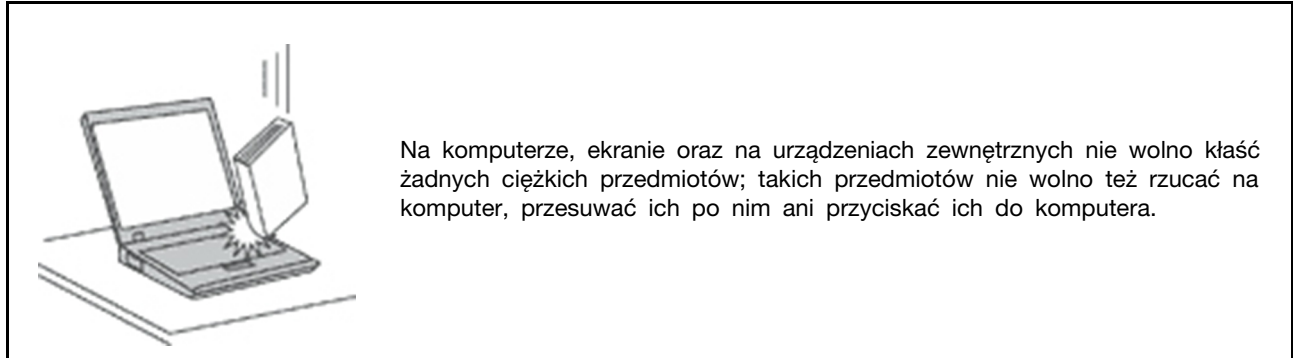 Na komputerze, ekranie oraz na urządzeniach zewnętrznych nie wolno kłaść
żadnych ciężkich przedmiotów; takich przedmiotów nie wolno też rzucać na
komputer, przesuwać ich po nim ani przyciskać ich do komputera.